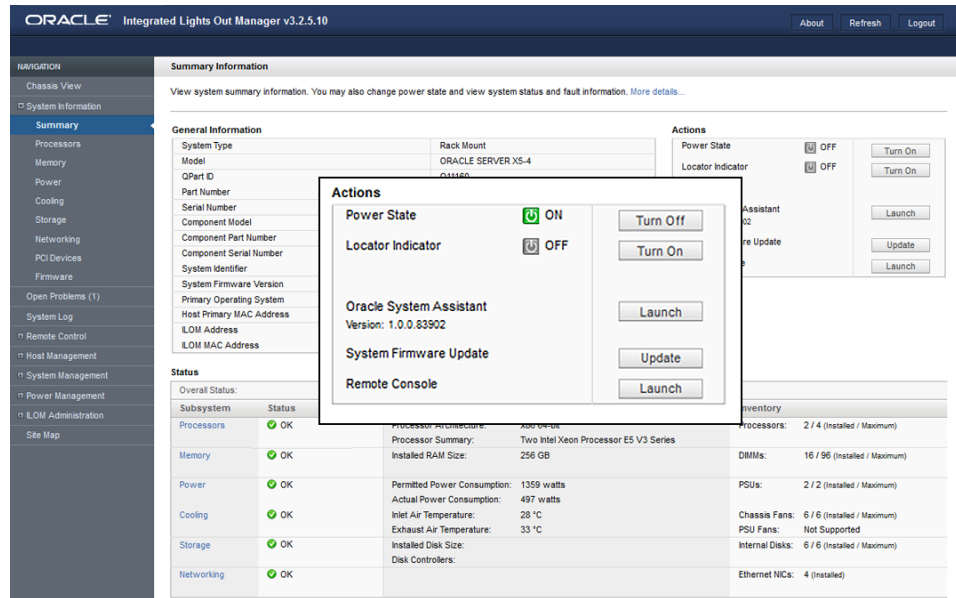 ORACLE® Integrated Lights Out Manager v3.2.5.10
About Refresh Logout
NAVIGATION
Chassis View
System Information
Summary
Processors
Memory
Power
Cooling
Storage
Networking
PCI Devices
Firmware
Open Problems (1)
System Log
Remote Control
Host Management
System Management
Power Management
ILOM Administration
Site Map
Summary Information
View system summary information. You may also change power state and view system status and fault information. More details...
General Information
System Type Rack Mount
Model ORACLE SERVER X5-4
QPart ID
Part Number
Serial Number
Component Model
Component Part Number
Component Serial Number
System Identifier
System Firmware Version
Primary Operating System
Host Primary MAC Address
ILOM Address
ILOM MAC Address
Actions
Power State OFF Turn On
Locator Indicator OFF Turn On
Assistant Launch
02
re Update Update
Launch
Actions
Power State ON Turn Off
Locator Indicator OFF Turn On
Oracle System Assistant Launch
Version: 1.0.0.83902
System Firmware Update Update
Remote Console Launch
Status
Overall Status:
Subsystem Status nventory
Processors OK Processor Architecture: x86 64-bit Processors: 2 / 4 (Installed / Maximum)
Processor Summary: Two Intel Xeon Processor E5 V3 Series
Memory OK Installed RAM Size: 256 GB DIMMs: 16 / 96 (Installed / Maximum)
Power OK Permitted Power Consumption: 1359 watts PSUs: 2 / 2 (Installed / Maximum)
Actual Power Consumption: 497 watts
Cooling OK Inlet Air Temperature: 28 °C Chassis Fans: 6 / 6 (Installed / Maximum)
Exhaust Air Temperature: 33 °C PSU Fans: Not Supported
Storage OK Installed Disk Size: Internal Disks: 6 / 6 (Installed / Maximum)
Disk Controllers:
Networking OK Ethernet NICs: 4 (Installed)